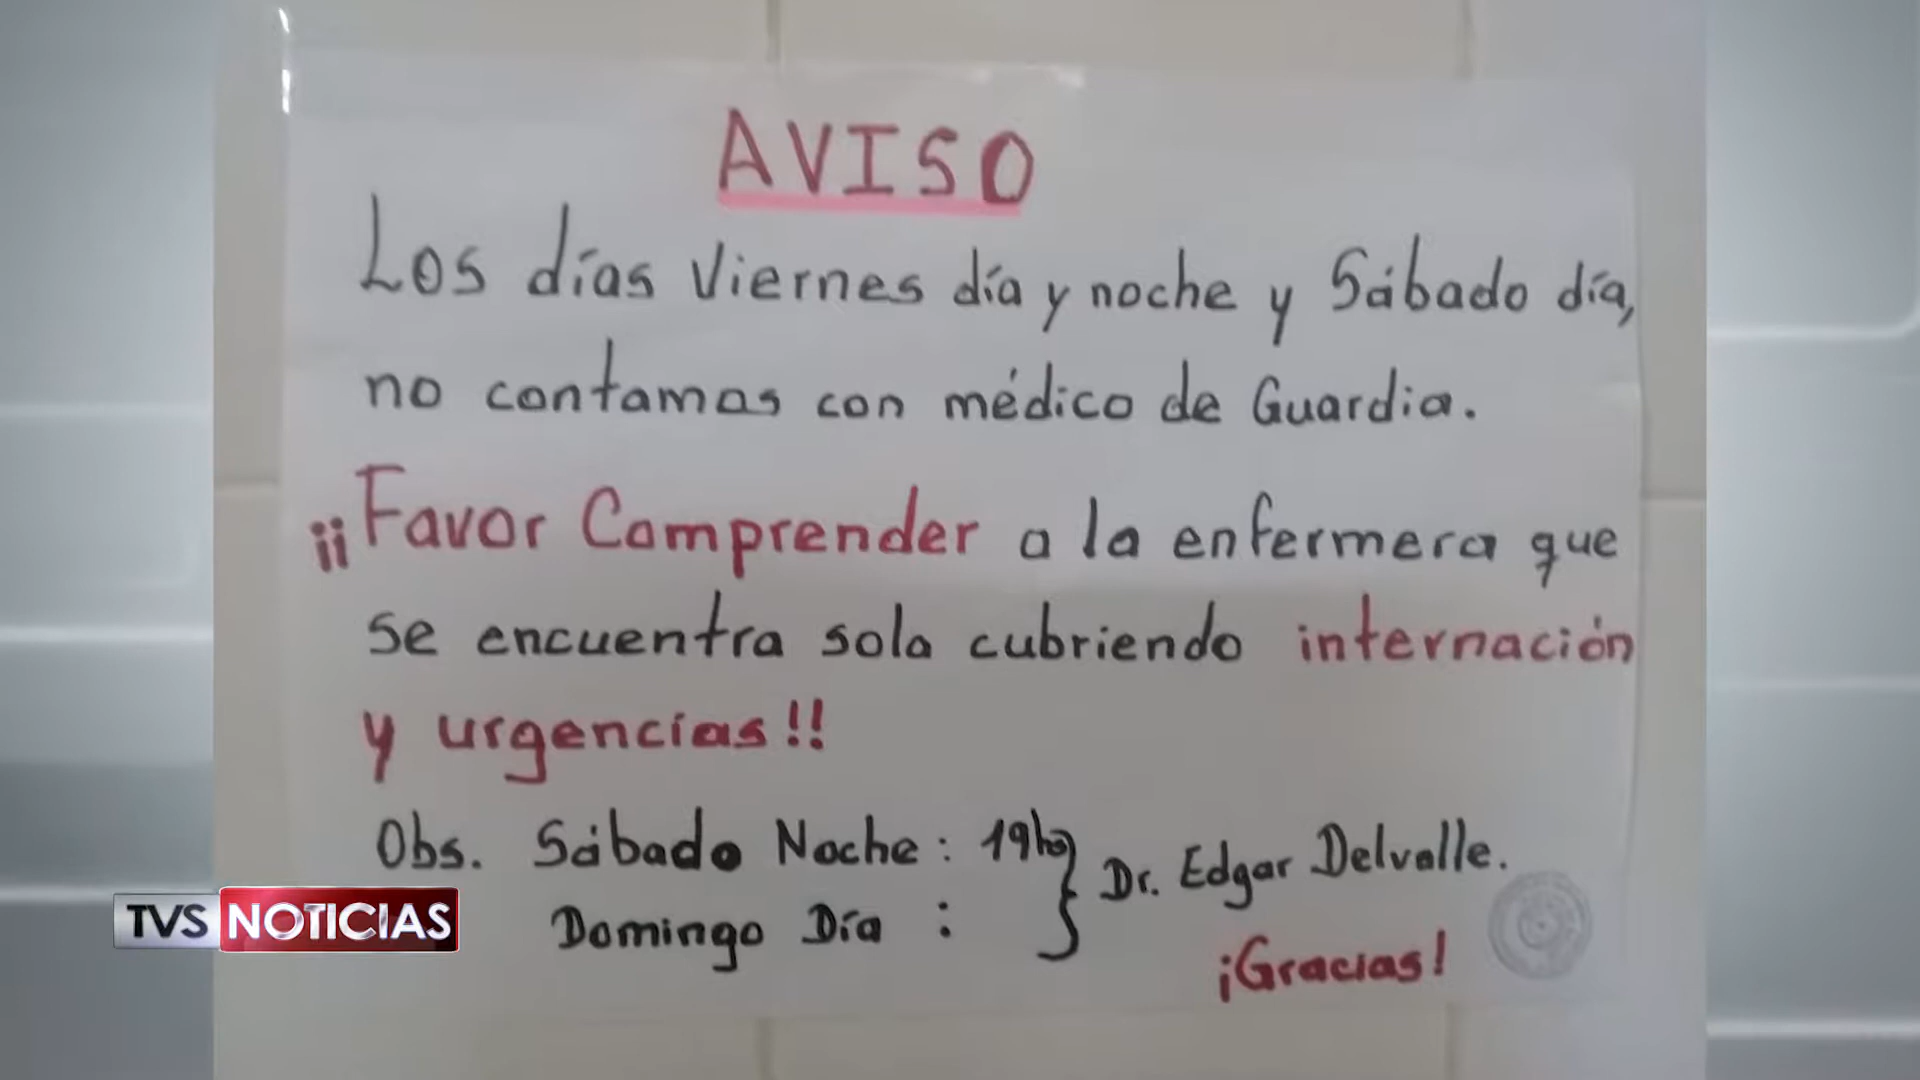 AVISO
Los días Viernes día y noche y Sábado día,
no contamos con médico de Guardia.
¡¡Favor Comprender a la enfermera que
se encuentra sola cubriendo internación
y urgencias!!
Obs. Sábado Noche: 19hs } Dr. Edgar Delvalle.
Domingo Día :
¡Gracias!
TVS NOTICIAS